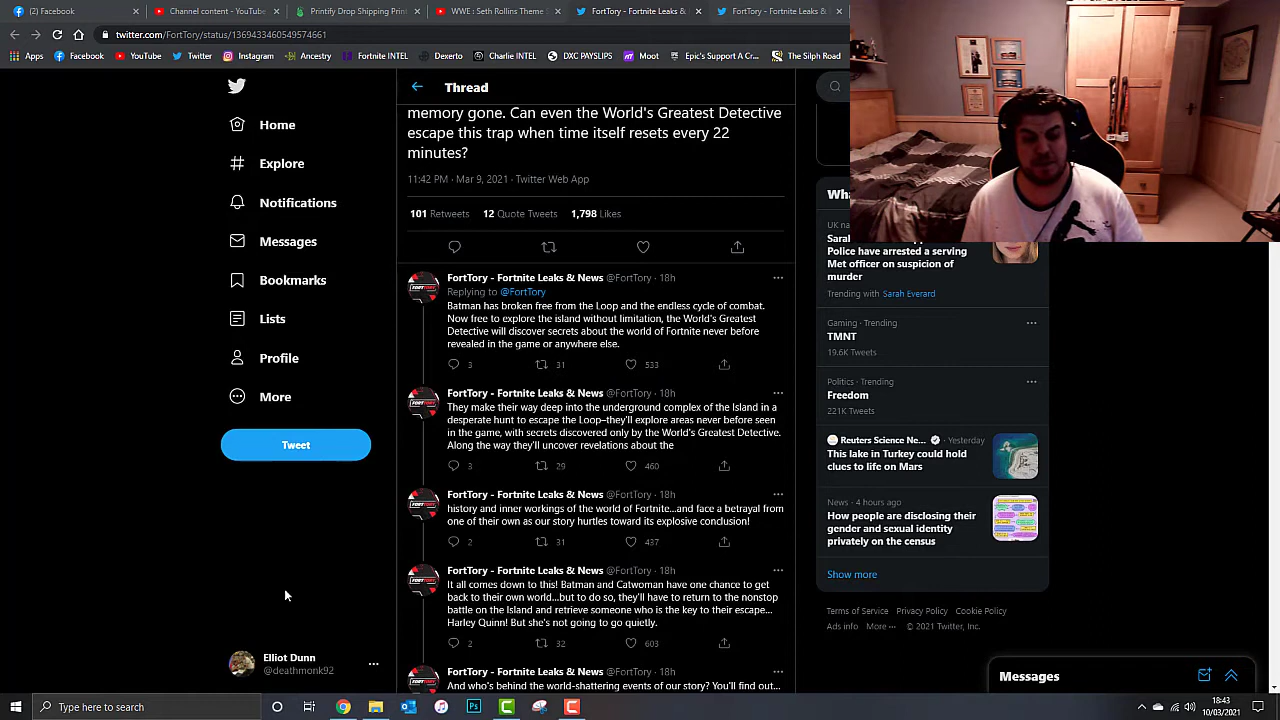 (2) Facebook
Channel content - YouTub
Spotify Drop Shadow
WWE Seth Rollins Theme
FortTory - Fortnite Leaks &
FortTory - Fortnite Leaks &
twitter.com/FortTory/status/1369433460549574661
Apps
Facebook
YouTube
Twitter
Instagram
Bloxstry
Fortnite INTEL
Dexerto
Charlie INTEL
DXC PAYSLIPS
Moot
Epic's Support A Cr...
The Silph Road
Home
Explore
Notifications
Messages
Bookmarks
Lists
Profile
More
Tweet
Elliot Dunn
@deathmonk92
Thread
memory gone. Can even the World's Greatest Detective
escape this trap when time itself resets every 22
minutes?
11:42 PM · Mar 9, 2021 · Twitter Web App
101 Retweets 12 Quote Tweets 1,798 Likes
FortTory - Fortnite Leaks & News @FortTory · 18h
Replying to @FortTory
Batman has broken free from the Loop and the endless cycle of combat.
Now free to explore the island without limitation, the World's Greatest
Detective will discover secrets about the world of Fortnite never before
revealed in the game or anywhere else.
3 31 533
FortTory - Fortnite Leaks & News @FortTory · 18h
They make their way deep into the underground complex of the Island in a
desperate hunt to escape the Loop–they'll explore areas never before seen
in the game, with secrets discovered only by the World's Greatest Detective.
Along the way they'll uncover revelations about the
3 29 460
FortTory - Fortnite Leaks & News @FortTory · 18h
origin and inner workings of the world of Fortnite...and face a betrayal from
one of their own as our story hurtles toward its explosive conclusion!
2 31 437
FortTory - Fortnite Leaks & News @FortTory · 18h
It all comes down to this! Batman and Catwoman have one chance to get
back to their own world...but to do so, they'll have to return to the nonstop
battle on the Island and retrieve someone who is the key to their escape...
Harley Quinn! But she's not going to go quietly.
2 32 603
FortTory - Fortnite Leaks & News @FortTory · 18h
And who's behind the world-shattering events of our story? You'll find out...
UK
Police have arrested a serving
Met officer on suspicion of
murder
Trending with Sarah Everard
Gaming · Trending
TMNT
19.6K Tweets
Politics · Trending
Freedom
221K Tweets
Reuters Science Ne... · Yesterday
This lake in Turkey could hold
clues to life on Mars
News · 4 hours ago
How people are disclosing their
gender and sexual identity
privately on the census
Show more
Terms of Service Privacy Policy Cookie Policy
Ads info More © 2021 Twitter, Inc.
Messages
Type here to search
18:43
10/03/2021